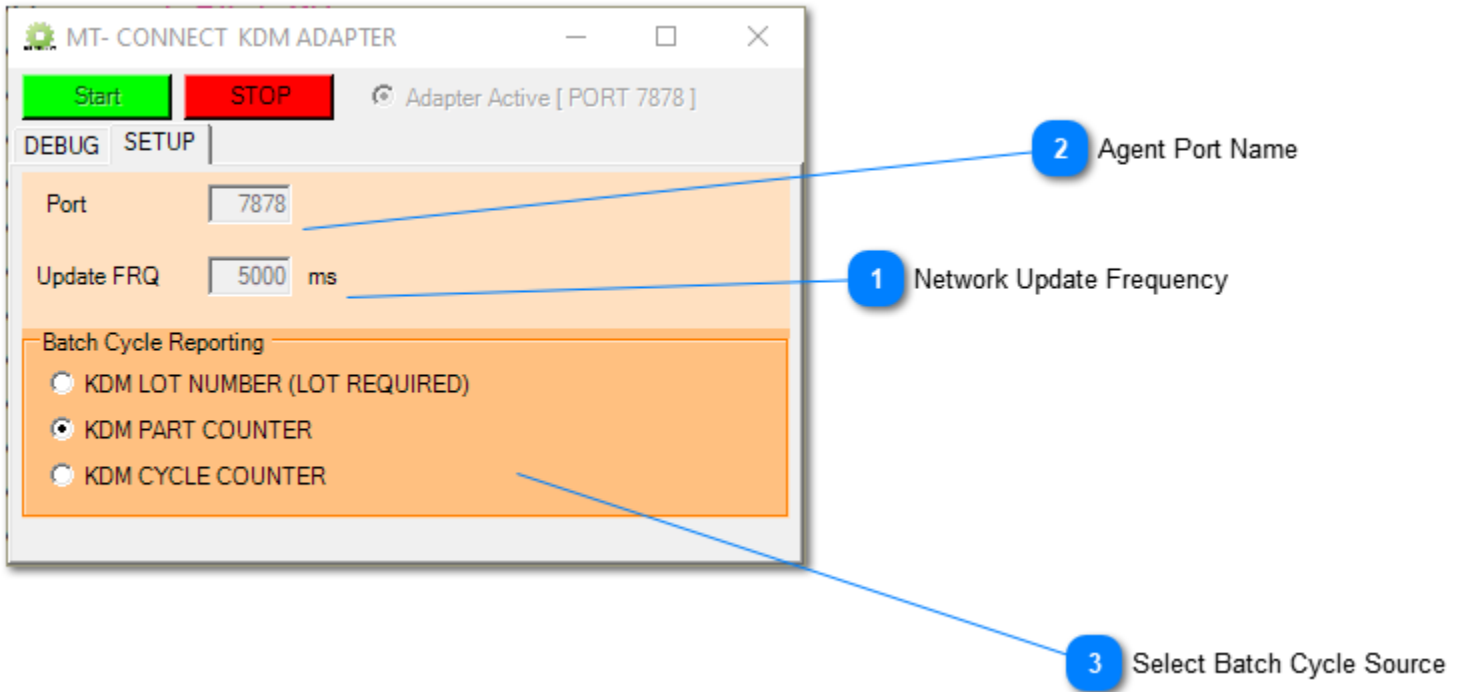 MT- CONNECT KDM ADAPTER
Start STOP Adapter Active [ PORT 7878 ]
DEBUG SETUP
2 Agent Port Name
Port 7878
Update FRQ 5000 ms
1 Network Update Frequency
Batch Cycle Reporting
KDM LOT NUMBER (LOT REQUIRED)
KDM PART COUNTER
KDM CYCLE COUNTER
3 Select Batch Cycle Source